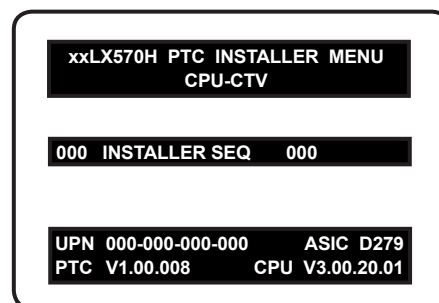 xxLX570H PTC INSTALLER MENU
CPU-CTV
000 INSTALLER SEQ 000
UPN 000-000-000-000 ASIC D279
PTC V1.00.008 CPU V3.00.20.01